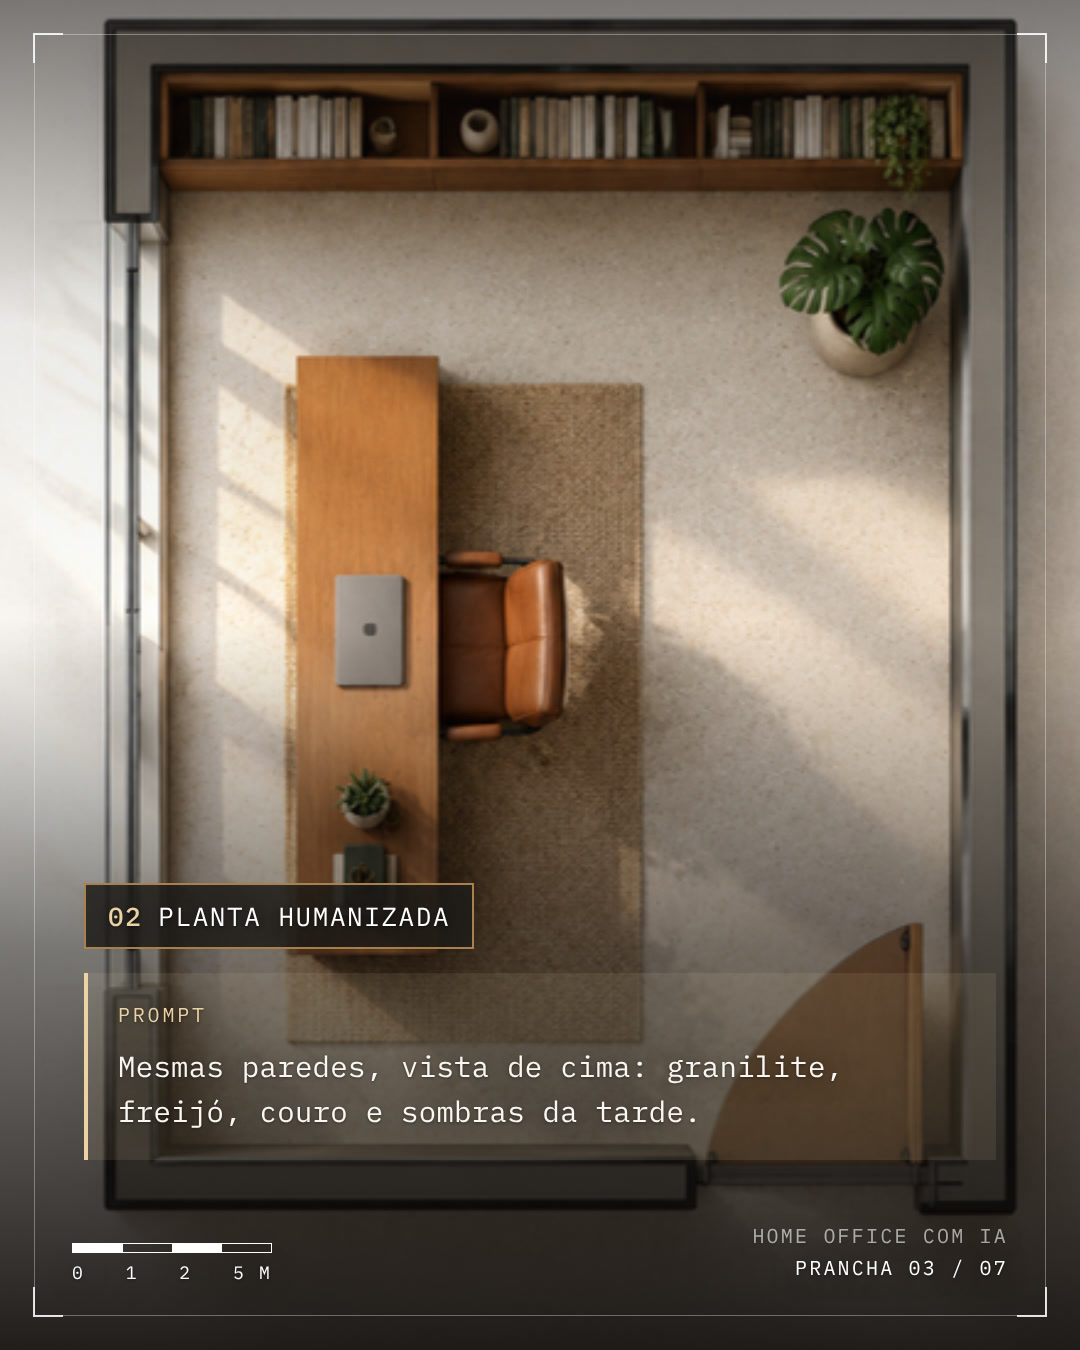 02 PLANTA HUMANIZADA
PROMPT
Mesmas paredes, vista de cima: granilite,
freijó, couro e sombras da tarde.
HOME OFFICE COM IA
PRANCHA 03 / 07
0 1 2 5 M